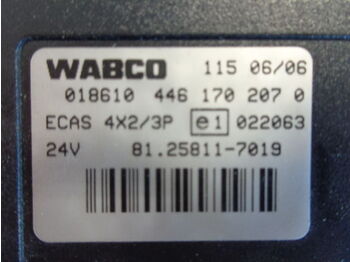 WABCO 115 06/06
018610 446 170 207 0
ECAS 4X2/3P e1 022063
24V 81.25811-7019